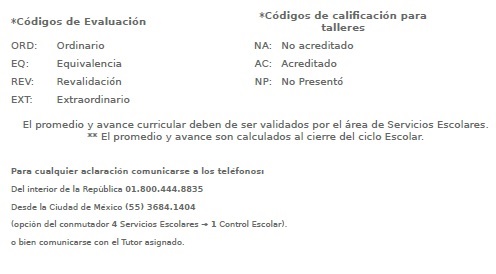 *Códigos de Evaluación
*Códigos de calificación para
talleres
ORD: Ordinario
NA: No acreditado
EQ: Equivalencia
AC: Acreditado
REV: Revalidación
NP: No Presentó
EXT: Extraordinario
El promedio y avance curricular deben de ser validados por el área de Servicios Escolares.
** El promedio y avance son calculados al cierre del ciclo Escolar.
Para cualquier aclaración comunicarse a los teléfonos:
Del interior de la República 01.800.444.8835
Desde la Ciudad de México (55) 3684.1404
(opción del conmutador 4 Servicios Escolares → 1 Control Escolar).
o bien comunicarse con el Tutor asignado.